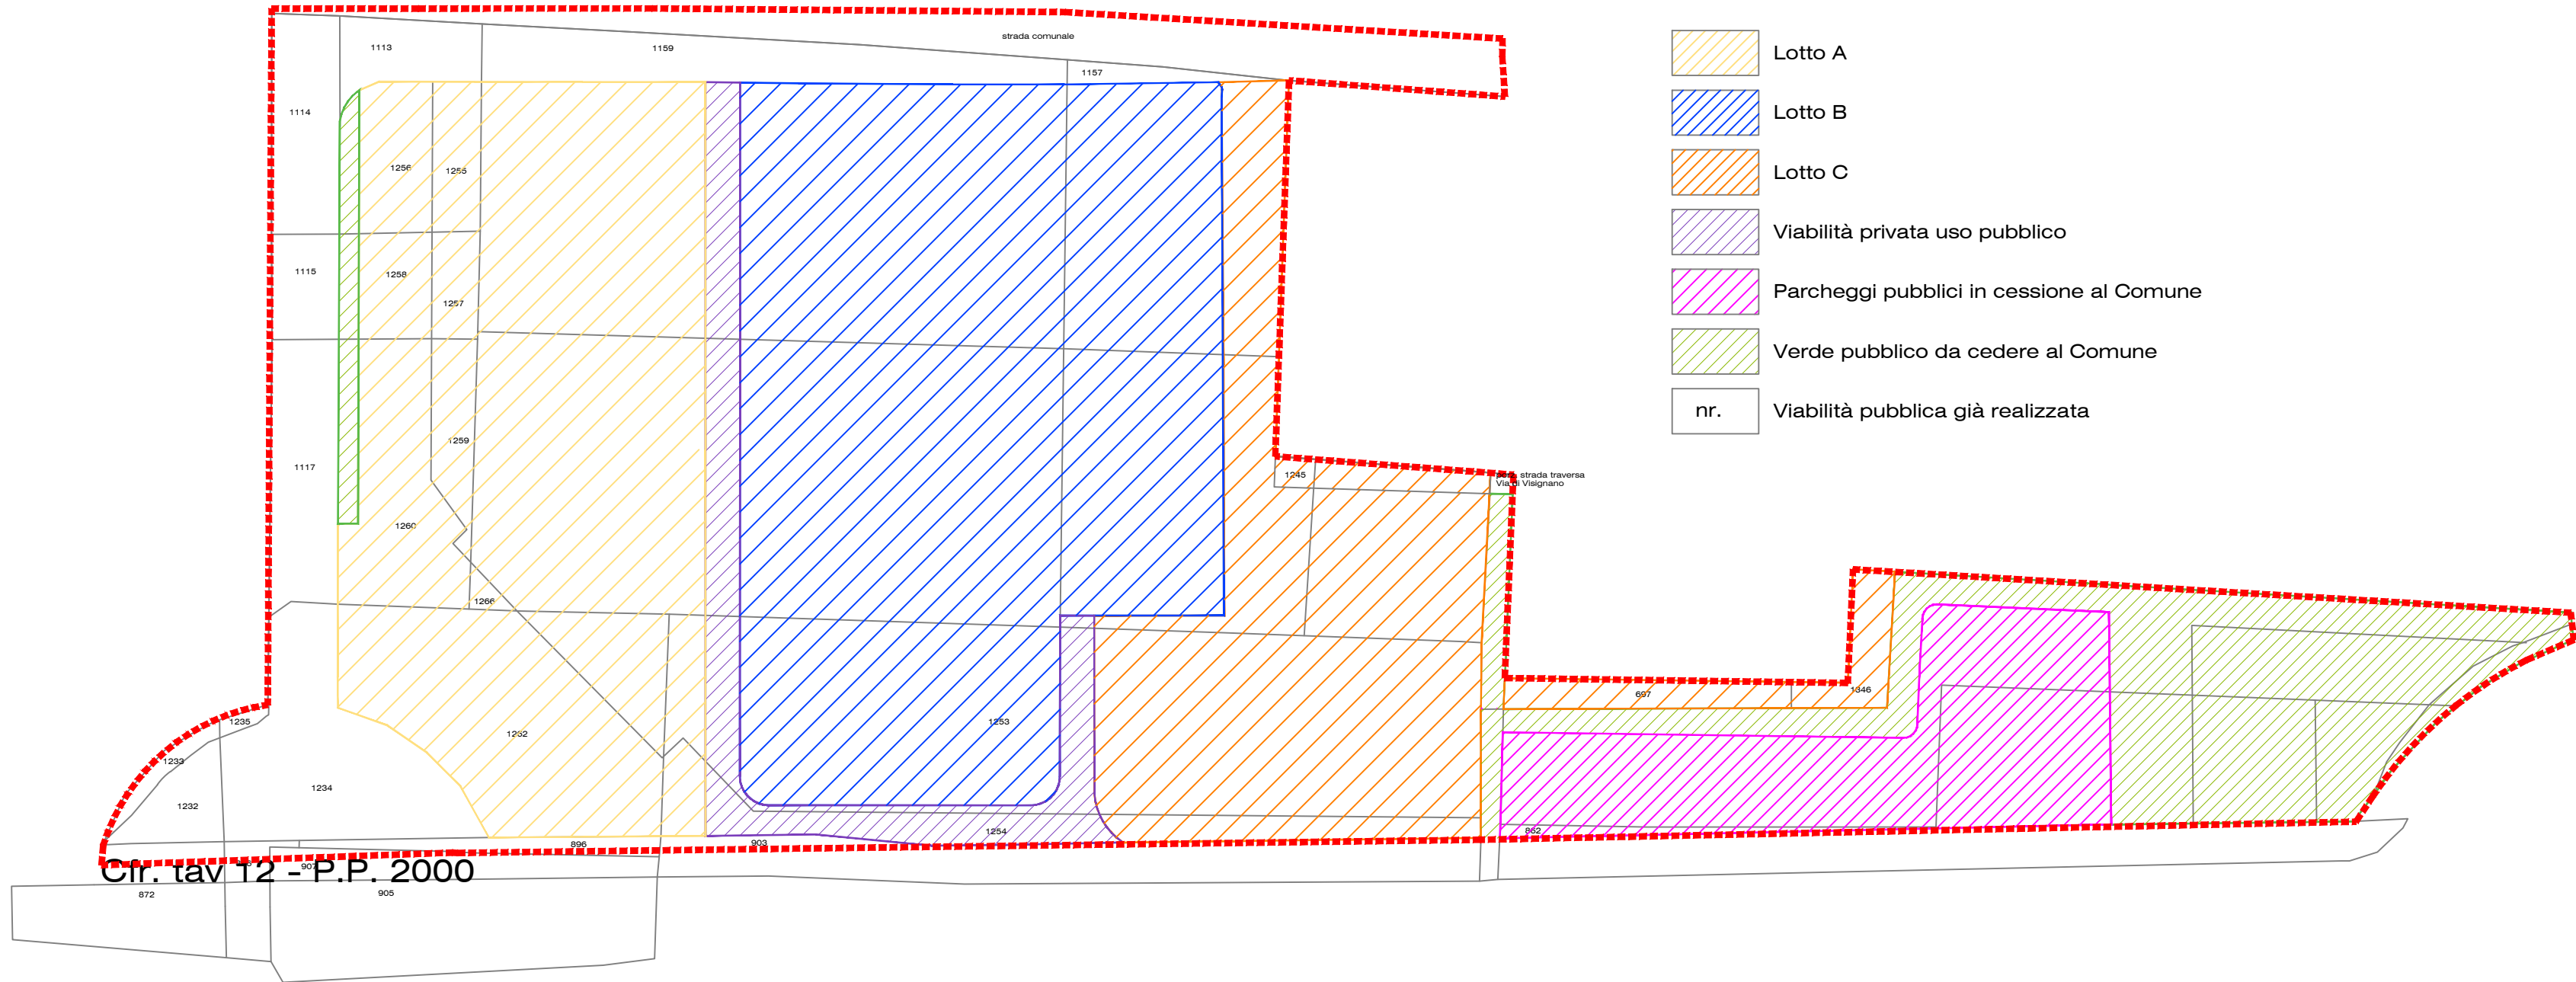 strada comunale
1113
1159
1157
1114
1256
1255
1115
1258
1257
1259
1117
1260
1266
1245
strada traversa
Via di Visignano
697
1346
1235
1253
1262
1233
1234
1232
862
1254
896
903
907
Cfr. tav 12 - P.P. 2000
872
905
Lotto A
Lotto B
Lotto C
Viabilità privata uso pubblico
Parcheggi pubblici in cessione al Comune
Verde pubblico da cedere al Comune
nr. Viabilità pubblica già realizzata